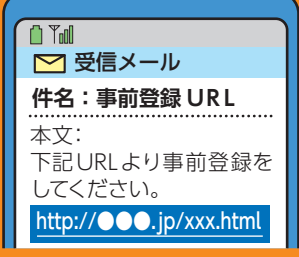 受信メール
件名：事前登録URL
本文：
下記URLより事前登録を
してください。
http://●●●.jp/xxx.html